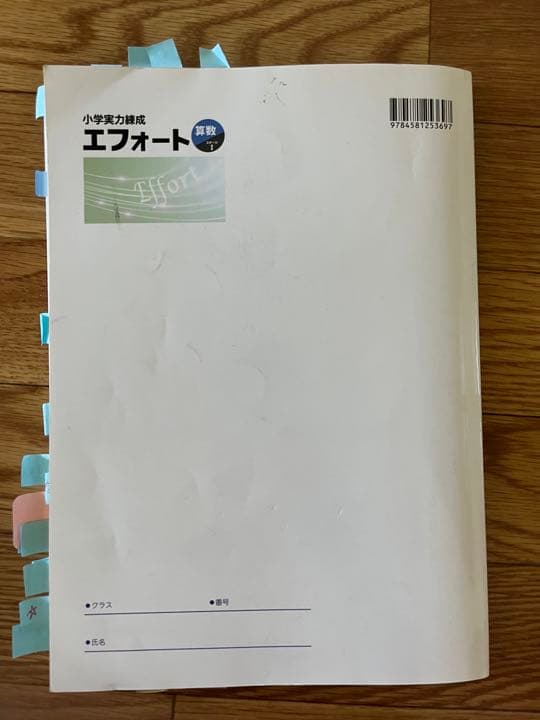 小学実力練成
エフォート 算数
Effort
9784581253697
●クラス ●番号
●氏名